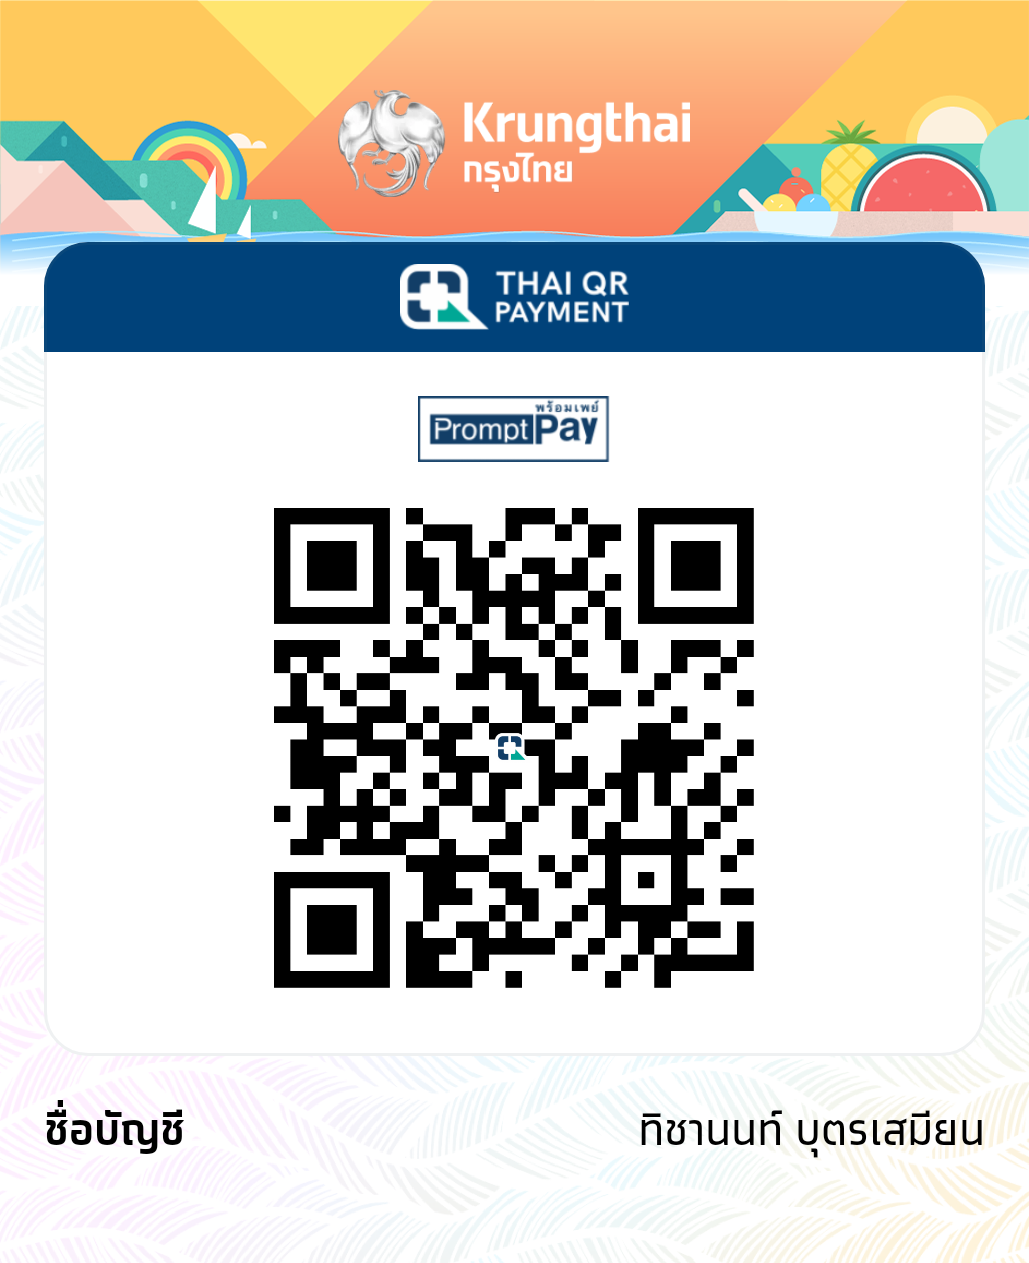 Krungthai
กรุงไทย
THAI QR
PAYMENT
พร้อมเพย์
PromptPay
ชื่อบัญชี ทิชานนท์ บุตรเสมียน